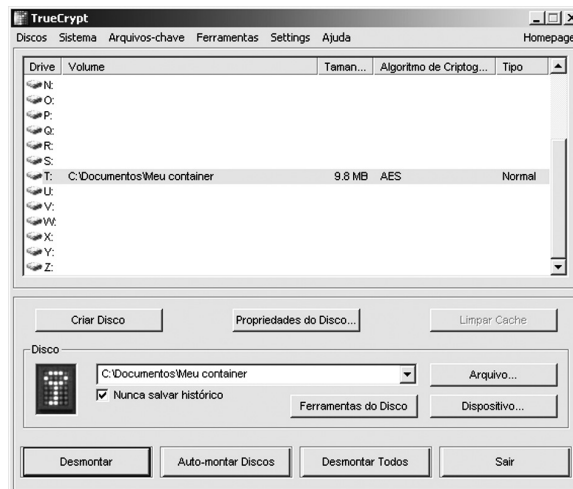 TrueCrypt
Discos Sistema Arquivos-chave Ferramentas Settings Ajuda Homepage
Drive Volume Taman... Algoritmo de Criptog... Tipo
N:
O:
P:
Q:
R:
S:
T: C:\Documentos\Meu container 9.8 MB AES Normal
U:
V:
W:
X:
Y:
Z:
Criar Disco Propriedades do Disco... Limpar Cache
Disco
C:\Documentos\Meu container Arquivo...
Nunca salvar histórico
Ferramentas do Disco Dispositivo...
Desmontar Auto-montar Discos Desmontar Todos Sair